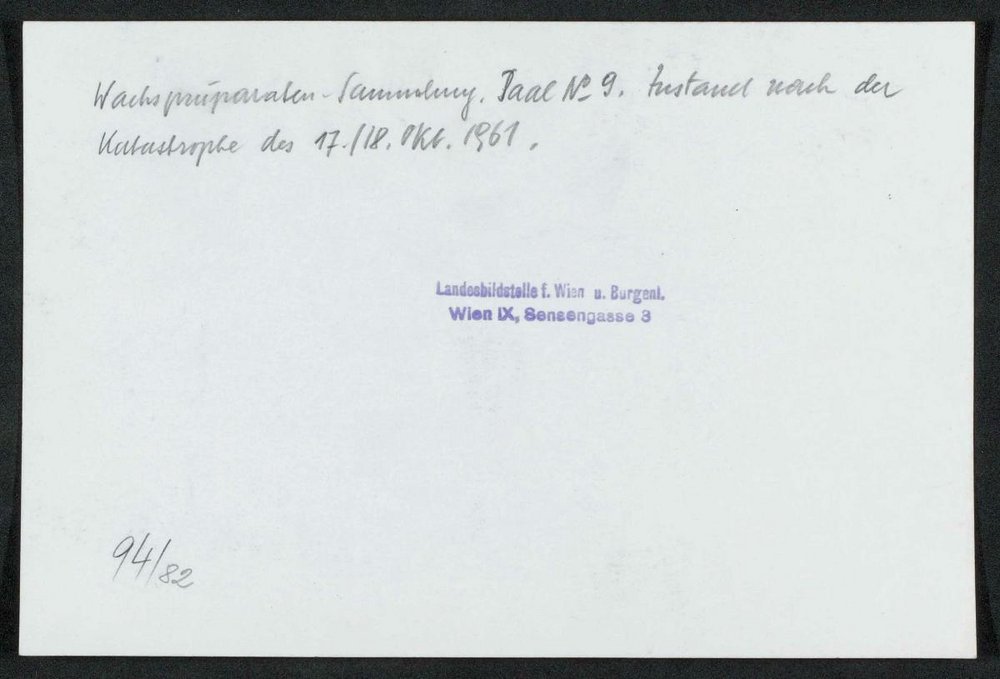 Wachspräparaten-Sammlung. Saal No 9. Zustand nach der
Katastrophe des 17./18. Okt. 1961.
Landesbildstelle f. Wien u. Burgenl.
Wien IX, Sensengasse 3
94/82